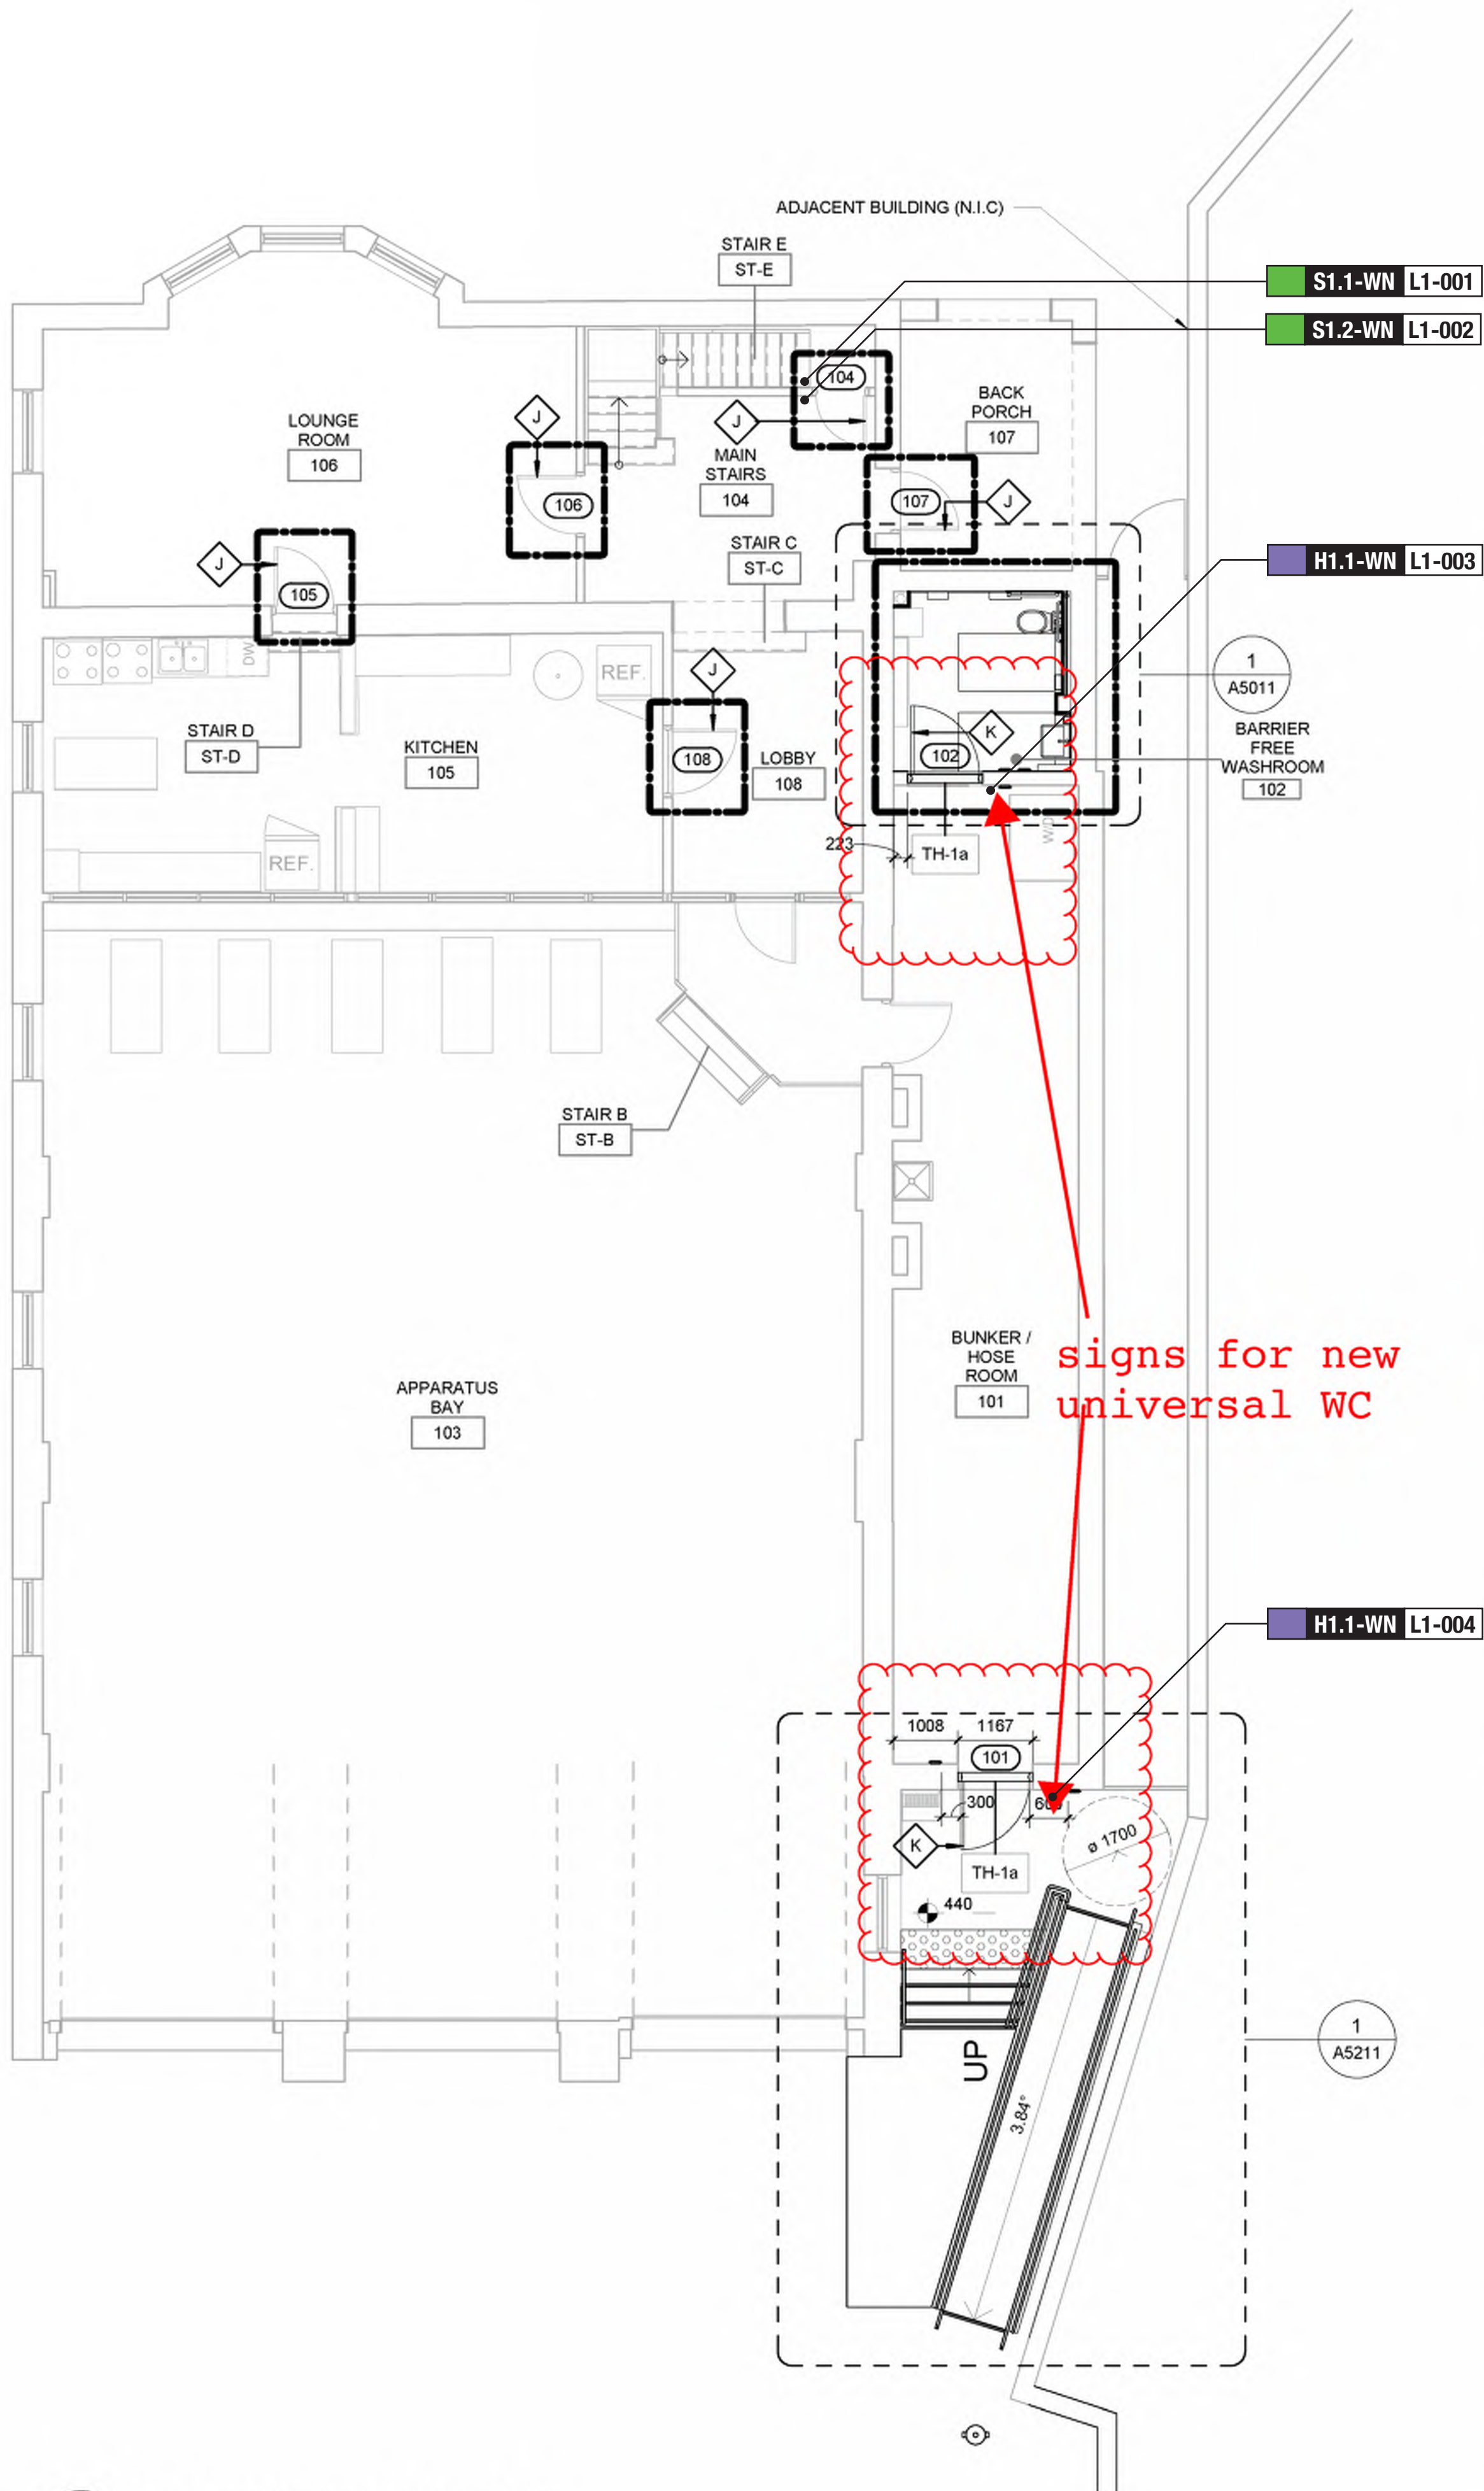 ADJACENT BUILDING (N.I.C)
STAIR E
ST-E
S1.1-WN L1-001
S1.2-WN L1-002
104
J
J
BACK
PORCH
107
LOUNGE
ROOM
106
MAIN
STAIRS
104
106
107
J
STAIR C
ST-C
H1.1-WN L1-003
J
105
DW
REF.
J
1
A5011
STAIR D
ST-D
KITCHEN
105
108
LOBBY
108
K
102
BARRIER
FREE
WASHROOM
102
W/D
223
TH-1a
REF.
STAIR B
ST-B
BUNKER /
HOSE
ROOM
101
signs for new
universal WC
APPARATUS
BAY
103
H1.1-WN L1-004
1008
1167
101
300
ø 1700
K
TH-1a
440
UP
1
A5211
3.84°